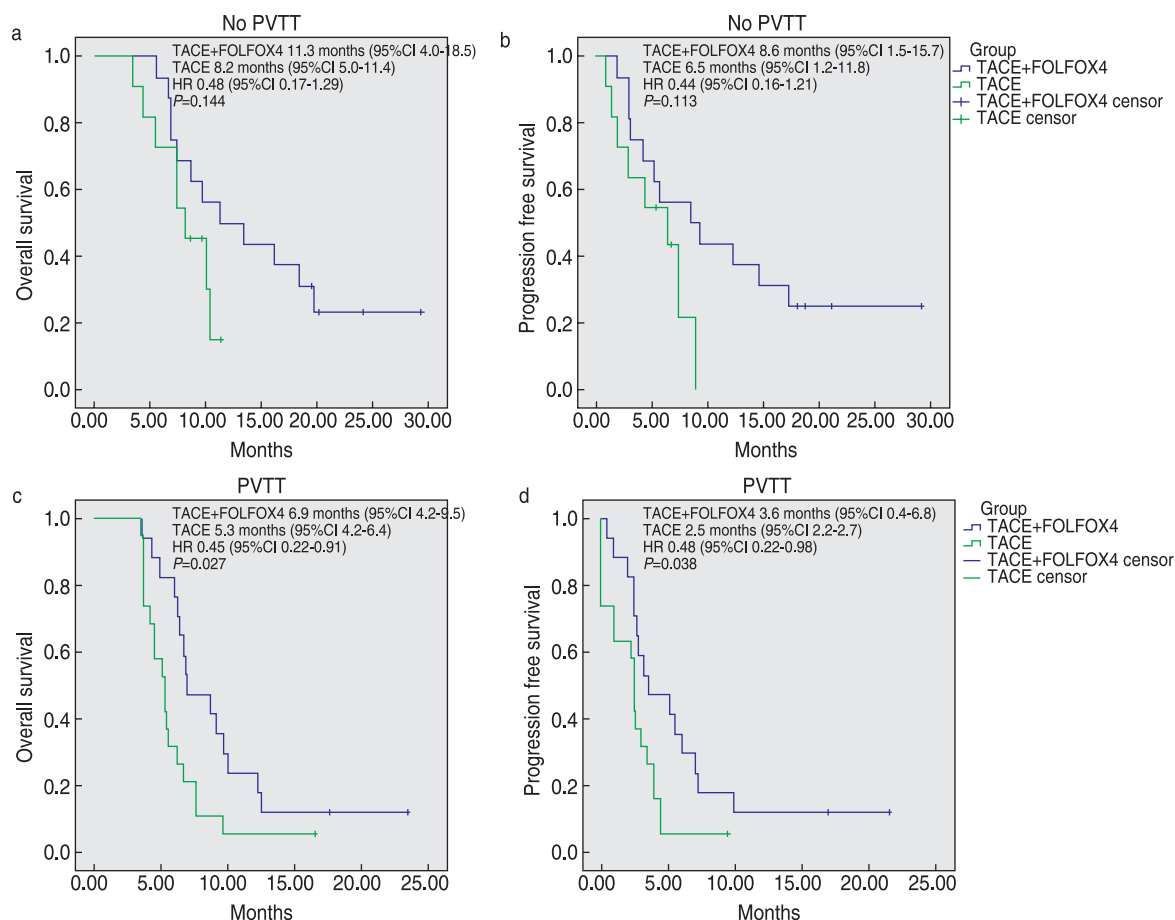 a
No PVTT
TACE+FOLFOX4 11.3 months (95%CI 4.0-18.5)
TACE 8.2 months (95%CI 5.0-11.4)
HR 0.48 (95%CI 0.17-1.29)
P=0.144
Overall survival
1.0
0.8
0.6
0.4
0.2
0.0
0.00 5.00 10.00 15.00 20.00 25.00 30.00
Months
b
No PVTT
TACE+FOLFOX4 8.6 months (95%CI 1.5-15.7)
TACE 6.5 months (95%CI 1.2-11.8)
HR 0.44 (95%CI 0.16-1.21)
P=0.113
Progression free survival
1.0
0.8
0.6
0.4
0.2
0.0
0.00 5.00 10.00 15.00 20.00 25.00 30.00
Months
Group
TACE+FOLFOX4
TACE
TACE+FOLFOX4 censor
TACE censor
c
PVTT
TACE+FOLFOX4 6.9 months (95%CI 4.2-9.5)
TACE 5.3 months (95%CI 4.2-6.4)
HR 0.45 (95%CI 0.22-0.91)
P=0.027
Overall survival
1.0
0.8
0.6
0.4
0.2
0.0
0.00 5.00 10.00 15.00 20.00 25.00
Months
d
PVTT
TACE+FOLFOX4 3.6 months (95%CI 0.4-6.8)
TACE 2.5 months (95%CI 2.2-2.7)
HR 0.48 (95%CI 0.22-0.98)
P=0.038
Progression free survival
1.0
0.8
0.6
0.4
0.2
0.0
0.00 5.00 10.00 15.00 20.00 25.00
Months
Group
TACE+FOLFOX4
TACE
TACE+FOLFOX4 censor
TACE censor